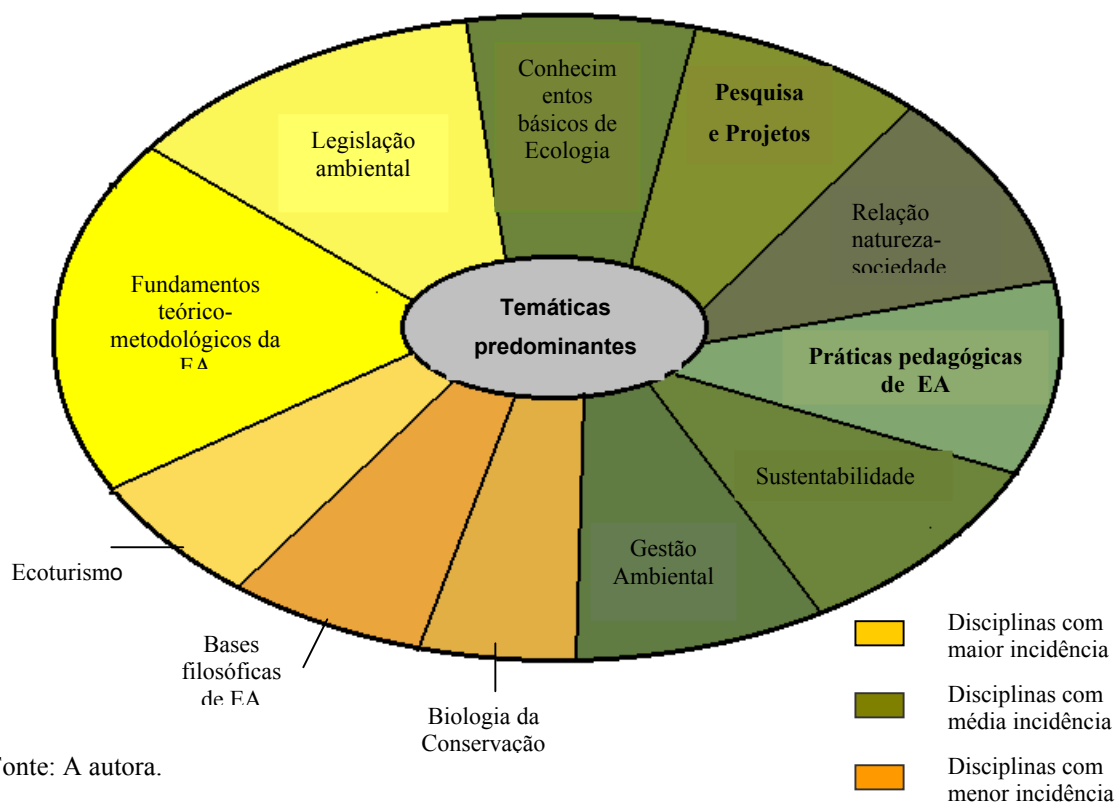 Conhecim
entos
básicos de
Ecologia
Pesquisa
e Projetos
Legislação
ambiental
Relação
natureza-
sociedade
Fundamentos
teórico-
metodológicos da
EA
Temáticas
predominantes
Práticas pedagógicas
de EA
Sustentabilidade
Gestão
Ambiental
Ecoturismo
Bases
filosóficas
de EA
Biologia da
Conservação
Disciplinas com
maior incidência
Disciplinas com
média incidência
Disciplinas com
menor incidência
onte: A autora.